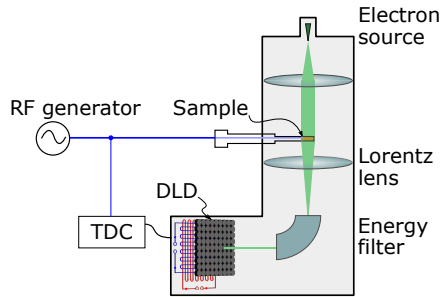 Electron
source
RF generator
Sample
Lorentz
lens
DLD
TDC
Energy
filter